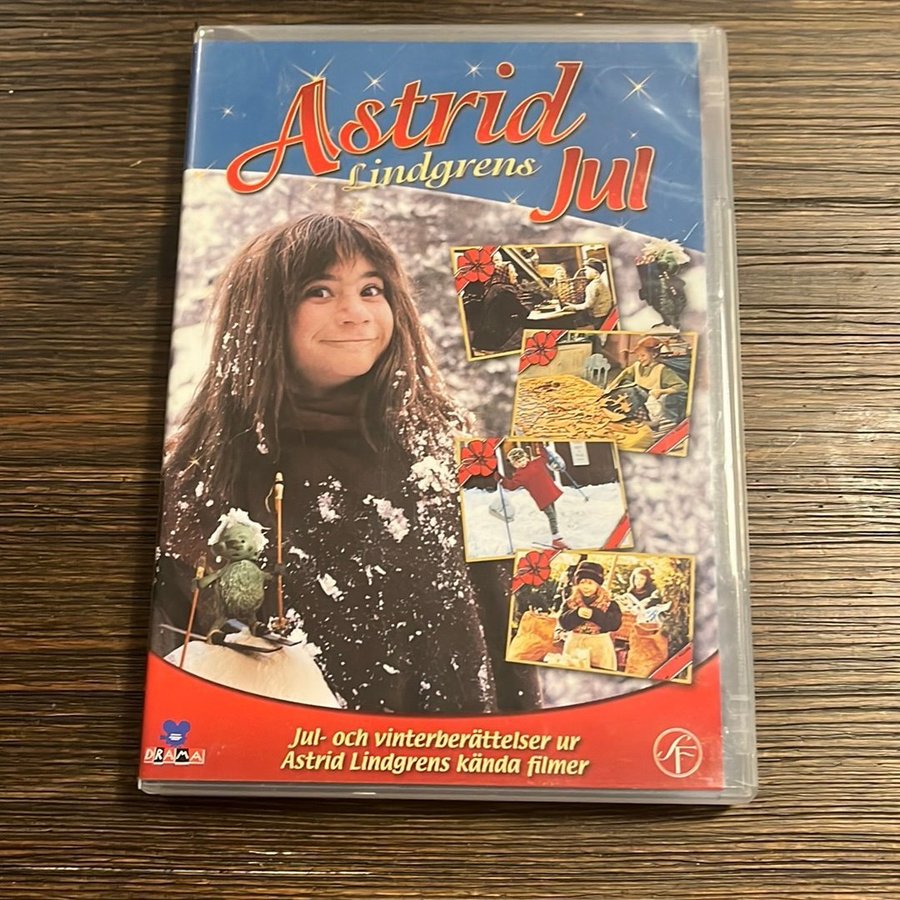 Astrid
Lindgrens Jul
Jul- och vinterberättelser ur
Astrid Lindgrens kända filmer
DRAMA
SF